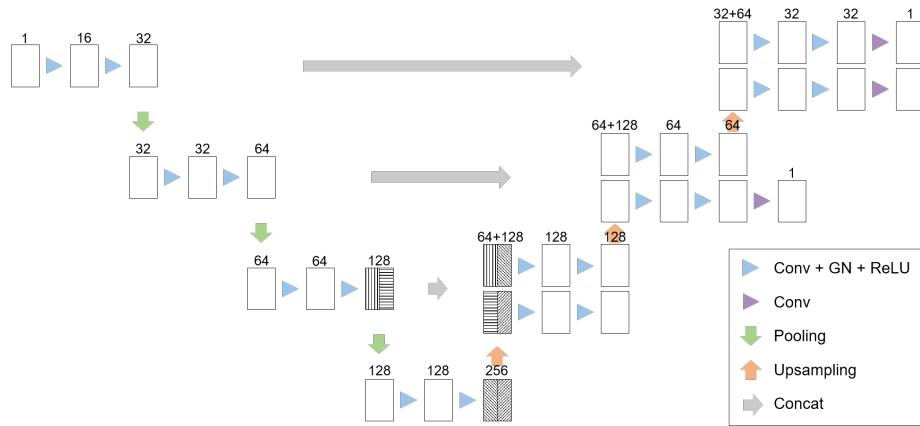 32+64 32 32 1
1 16 32
64+128 64 64
32 32 64
1
64+128 128 128
64 64 128
Conv + GN + ReLU
Conv
Pooling
128 128 256
Upsampling
Concat